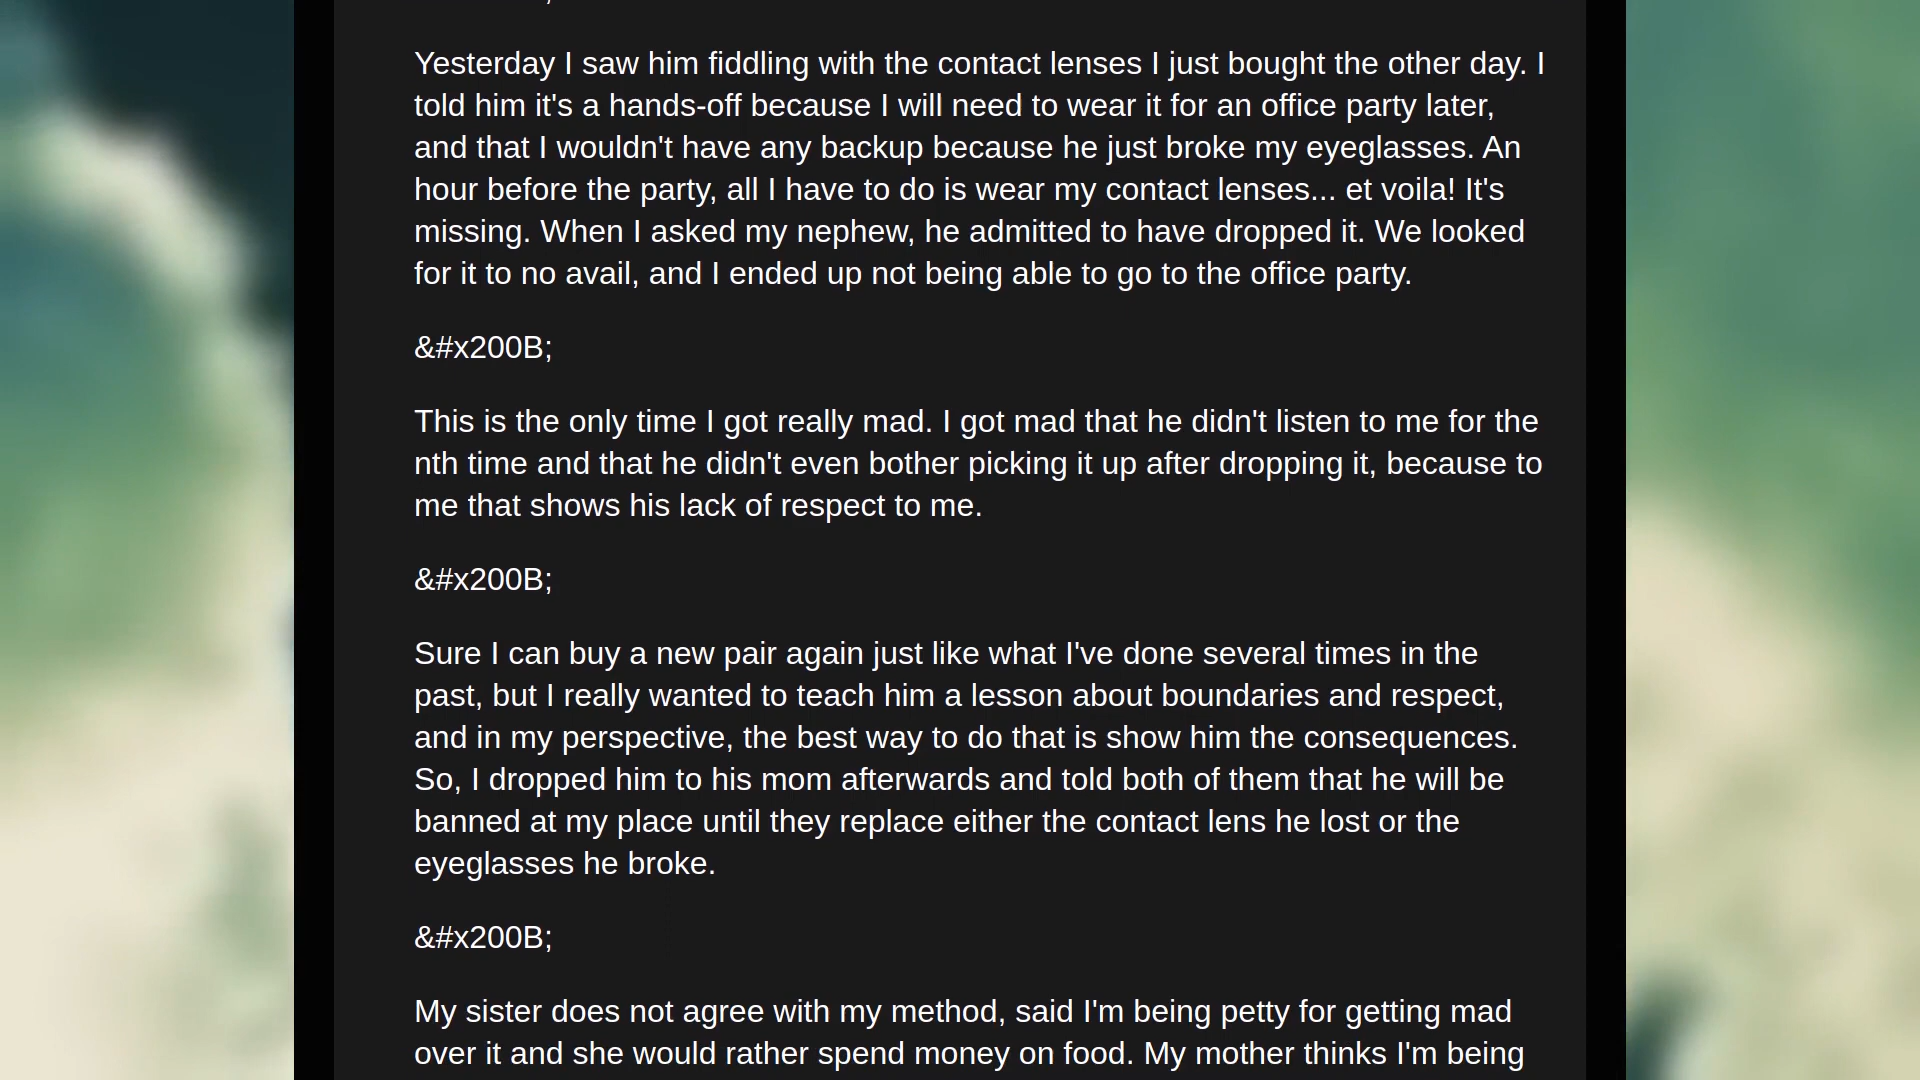 Yesterday I saw him fiddling with the contact lenses I just bought the other day. I
told him it's a hands-off because I will need to wear it for an office party later,
and that I wouldn't have any backup because he just broke my eyeglasses. An
hour before the party, all I have to do is wear my contact lenses... et voila! It's
missing. When I asked my nephew, he admitted to have dropped it. We looked
for it to no avail, and I ended up not being able to go to the office party.
&#x200B;
This is the only time I got really mad. I got mad that he didn't listen to me for the
nth time and that he didn't even bother picking it up after dropping it, because to
me that shows his lack of respect to me.
&#x200B;
Sure I can buy a new pair again just like what I've done several times in the
past, but I really wanted to teach him a lesson about boundaries and respect,
and in my perspective, the best way to do that is show him the consequences.
So, I dropped him to his mom afterwards and told both of them that he will be
banned at my place until they replace either the contact lens he lost or the
eyeglasses he broke.
&#x200B;
My sister does not agree with my method, said I'm being petty for getting mad
over it and she would rather spend money on food. My mother thinks I'm being